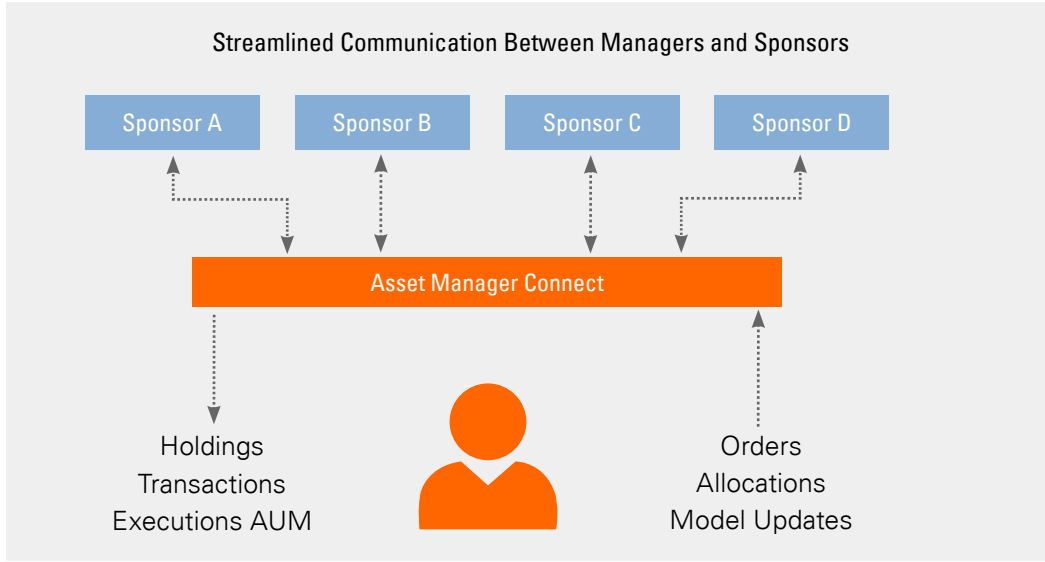 Streamlined Communication Between Managers and Sponsors
Sponsor A
Sponsor B
Sponsor C
Sponsor D
Asset Manager Connect
Holdings
Transactions
Executions AUM
Orders
Allocations
Model Updates